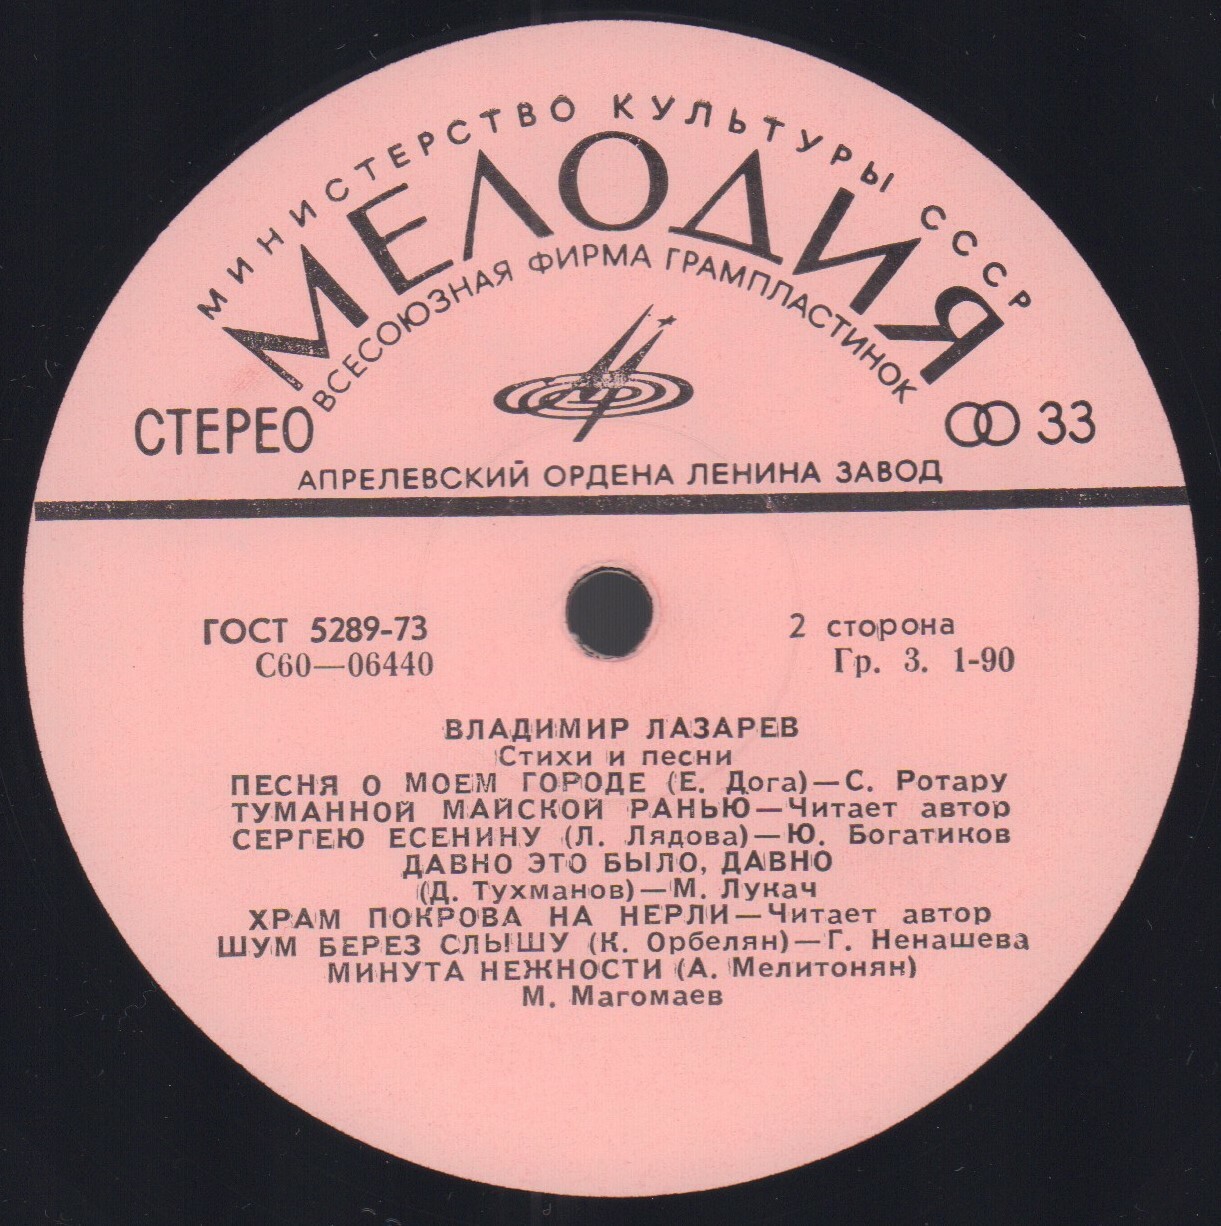 МИНИСТЕРСТВО КУЛЬТУРЫ СССР
МЕЛОДИЯ
ВСЕСОЮЗНАЯ ФИРМА ГРАМПЛАСТИНОК
СТЕРЕО 33
АПРЕЛЕВСКИЙ ОРДЕНА ЛЕНИНА ЗАВОД
ГОСТ 5289-73 2 сторона
С60—06440 Гр. 3. 1-90
ВЛАДИМИР ЛАЗАРЕВ
Стихи и песни
ПЕСНЯ О МОЕМ ГОРОДЕ (Е. Дога)—С. Ротару
ТУМАННОЙ МАЙСКОЙ РАНЬЮ—Читает автор
СЕРГЕЮ ЕСЕНИНУ (Л. Лядова)—Ю. Богатиков
ДАВНО ЭТО БЫЛО, ДАВНО
(Д. Тухманов)—М. Лукач
ХРАМ ПОКРОВА НА НЕРЛИ—Читает автор
ШУМ БЕРЕЗ СЛЫШУ (К. Орбелян)—Г. Ненашева
МИНУТА НЕЖНОСТИ (А. Мелитонян)
М. Магомаев